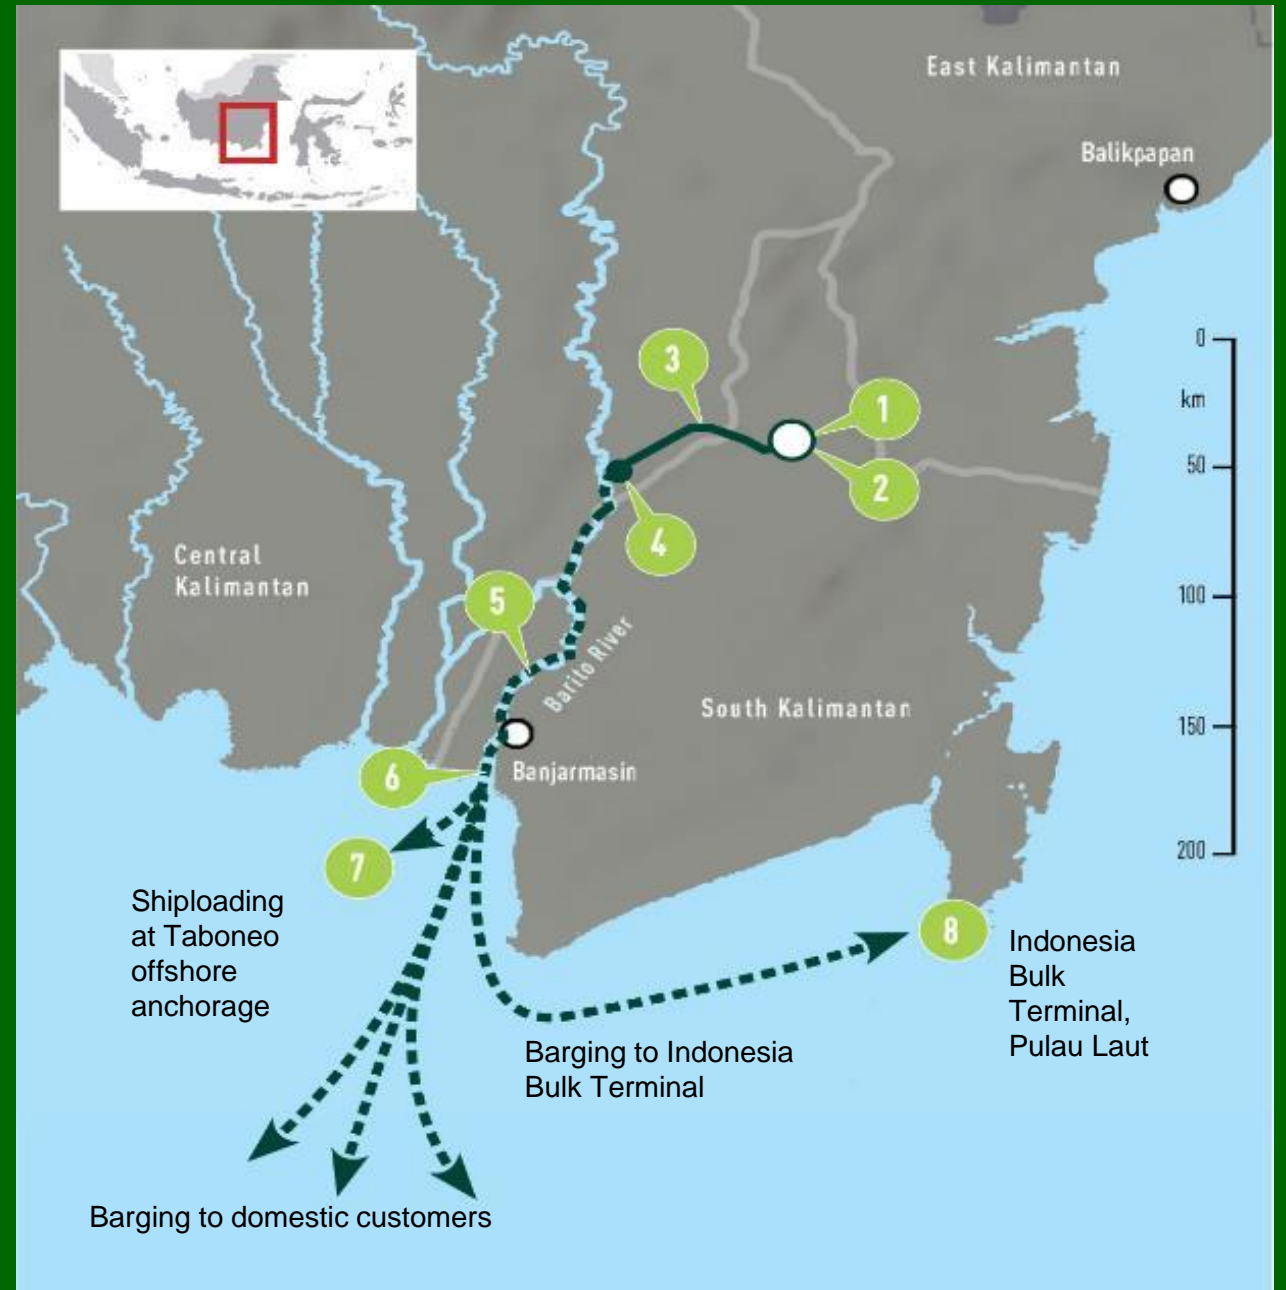 East Kalimantan
Balikpapan
0
km
50
100
150
200
3
1
2
4
5
6
7
8
Central
Kalimantan
Barito River
South Kalimantan
Banjarmasin
Shiploading
at Taboneo
offshore
anchorage
Indonesia
Bulk
Terminal,
Pulau Laut
Barging to Indonesia
Bulk Terminal
Barging to domestic customers